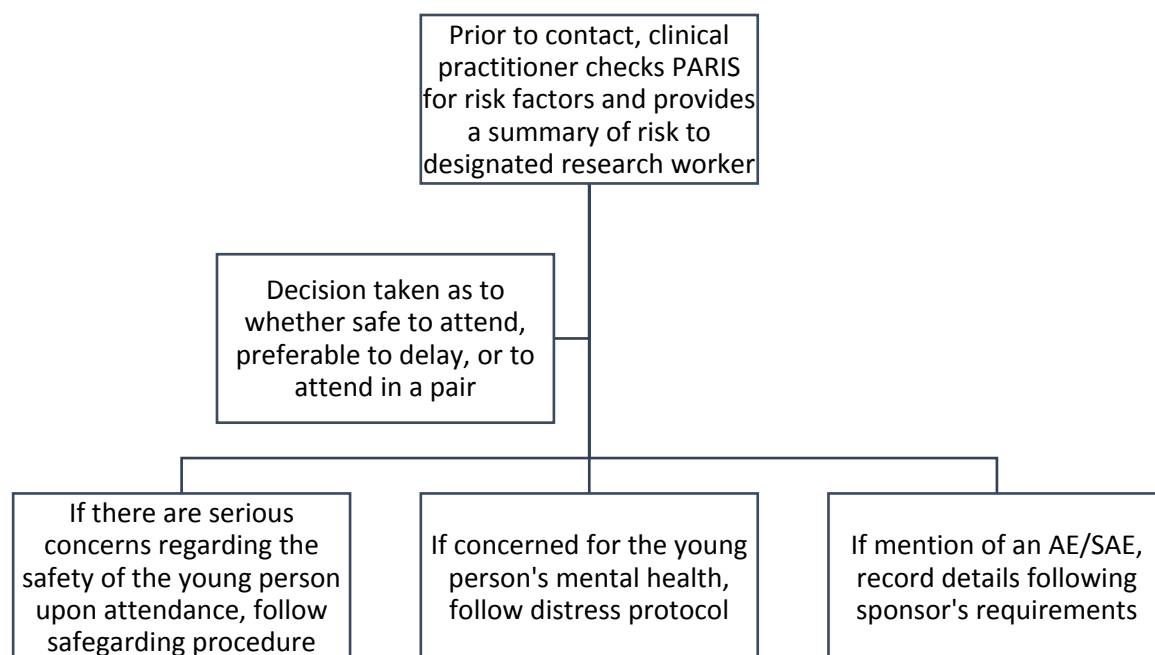 Prior to contact, clinical
practitioner checks PARIS
for risk factors and provides
a summary of risk to
designated research worker
Decision taken as to
whether safe to attend,
preferable to delay, or to
attend in a pair
If there are serious
concerns regarding the
safety of the young person
upon attendance, follow
safegarding procedure
If concerned for the young
person's mental health,
follow distress protocol
If mention of an AE/SAE,
record details following
sponsor's requirements